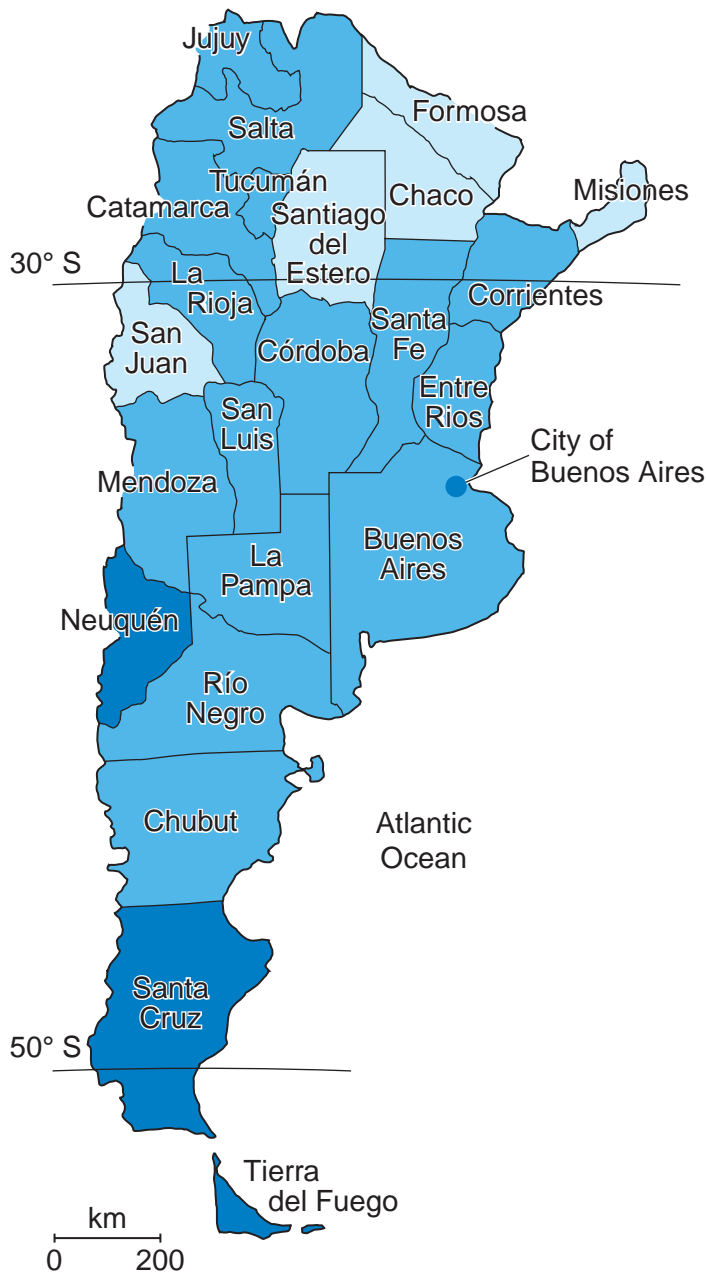 Jujuy
Formosa
Salta
Tucumán
Chaco
Misiones
Catamarca
Santiago
del
Estero
30° S
La
Rioja
Corrientes
Santa
Fe
San
Juan
Córdoba
Entre
Rios
San
Luis
City of
Buenos Aires
Mendoza
Buenos
Aires
La
Pampa
Neuquén
Río
Negro
Chubut
Atlantic
Ocean
Santa
Cruz
50° S
Tierra
del Fuego
km
0 200